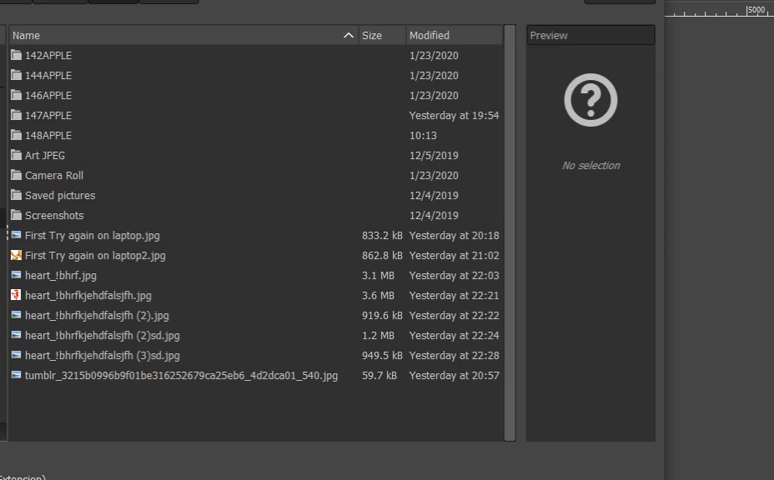 5000
Name Size Modified Preview
142APPLE 1/23/2020
144APPLE 1/23/2020
146APPLE 1/23/2020
147APPLE Yesterday at 19:54
148APPLE 10:13
Art JPEG 12/5/2019
No selection
Camera Roll 1/23/2020
Saved pictures 12/4/2019
Screenshots 12/4/2019
First Try again on laptop.jpg 833.2 kB Yesterday at 20:18
First Try again on laptop2.jpg 862.8 kB Yesterday at 21:02
heart_!bhrf.jpg 3.1 MB Yesterday at 22:03
heart_!bhrfkjehdfalsjfh.jpg 3.6 MB Yesterday at 22:21
heart_!bhrfkjehdfalsjfh (2).jpg 919.6 kB Yesterday at 22:22
heart_!bhrfkjehdfalsjfh (2)sd.jpg 1.2 MB Yesterday at 22:24
heart_!bhrfkjehdfalsjfh (3)sd.jpg 949.5 kB Yesterday at 22:28
tumblr_3215b0996b9f01be316252679ca25eb6_4d2dca01_540.jpg 59.7 kB Yesterday at 20:57
Extension)